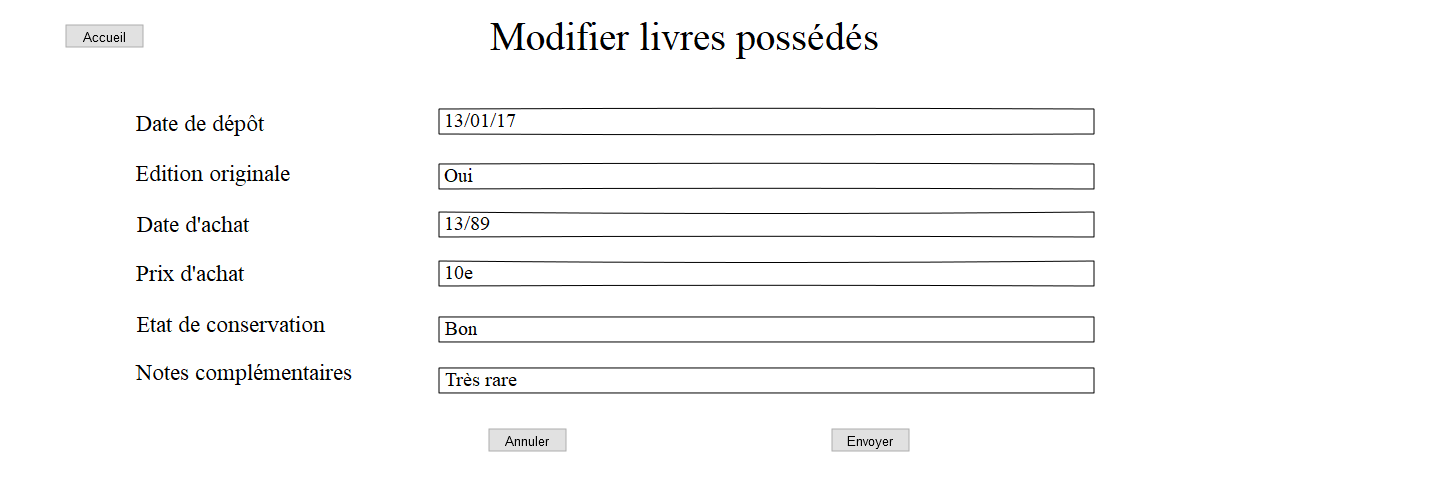 Accueil
Modifier livres possédés
Date de dépôt 13/01/17
Edition originale Oui
Date d'achat 13/89
Prix d'achat 10e
Etat de conservation Bon
Notes complémentaires Très rare
Annuler Envoyer